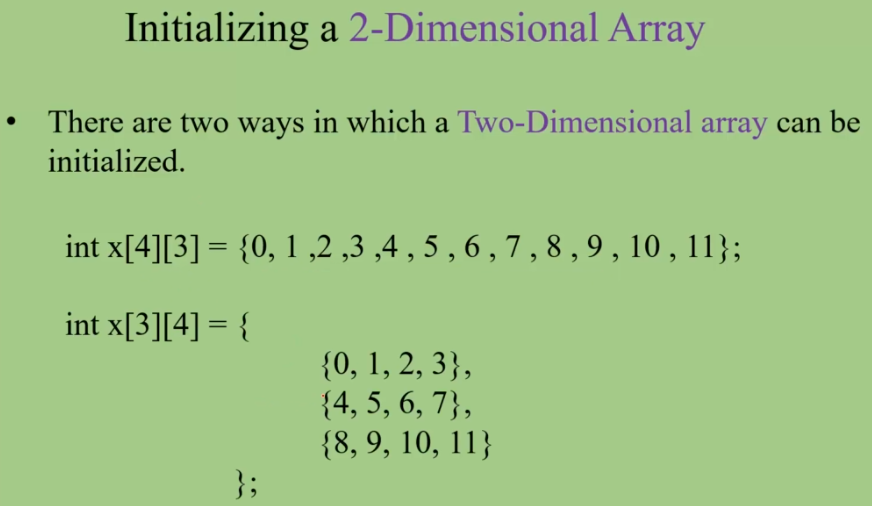 Initializing a 2-Dimensional Array
• There are two ways in which a Two-Dimensional array can be
initialized.
int x[4][3] = {0, 1 ,2 ,3 ,4 , 5 , 6 , 7 , 8 , 9 , 10 , 11};
int x[3][4] = {
{0, 1, 2, 3},
{4, 5, 6, 7},
{8, 9, 10, 11}
};